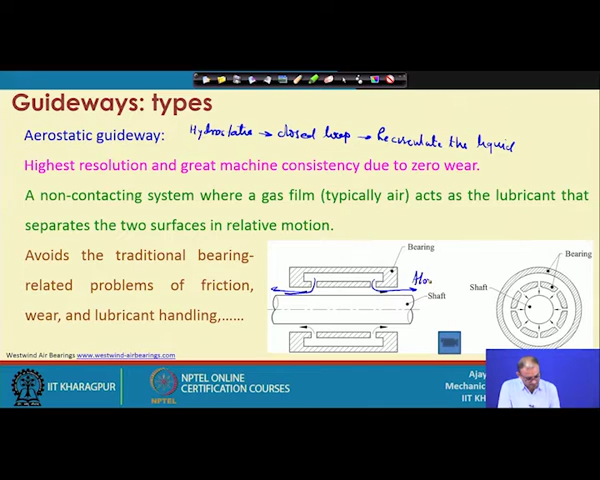 Guideways: types
Aerostatic guideway: Hydrostatic → closed loop → Recirculate the liquid
Highest resolution and great machine consistency due to zero wear.
A non-contacting system where a gas film (typically air) acts as the lubricant that
separates the two surfaces in relative motion.
Avoids the traditional bearing-
related problems of friction,
wear, and lubricant handling,......
Bearing
Shaft
Bearing
Shaft
Westwind Air Bearings www.westwind-airbearings.com
IIT KHARAGPUR
NPTEL
NPTEL ONLINE
CERTIFICATION COURSES
Ajay
Mechanic
IIT KH